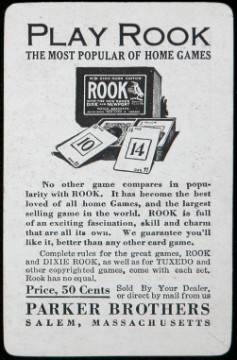 PLAY ROOK
THE MOST POPULAR OF HOME GAMES
ROOK
DIXIE AND NEWPORT
10
14
No other game compares in popu-
larity with ROOK. It has become the best
loved of all home Games, and the largest
selling game in the world. ROOK is full
of an exciting fascination, skill and charm
that are all its own. We guarantee you'll
like it, better than any other card game.
Complete rules for the great games, ROOK
and DIXIE ROOK, as well as for TUXEDO and
other copyrighted games, come with each set.
Rook has no equal.
Price, 50 Cents Sold By Your Dealer,
or direct by mail from us
PARKER BROTHERS
SALEM, MASSACHUSETTS